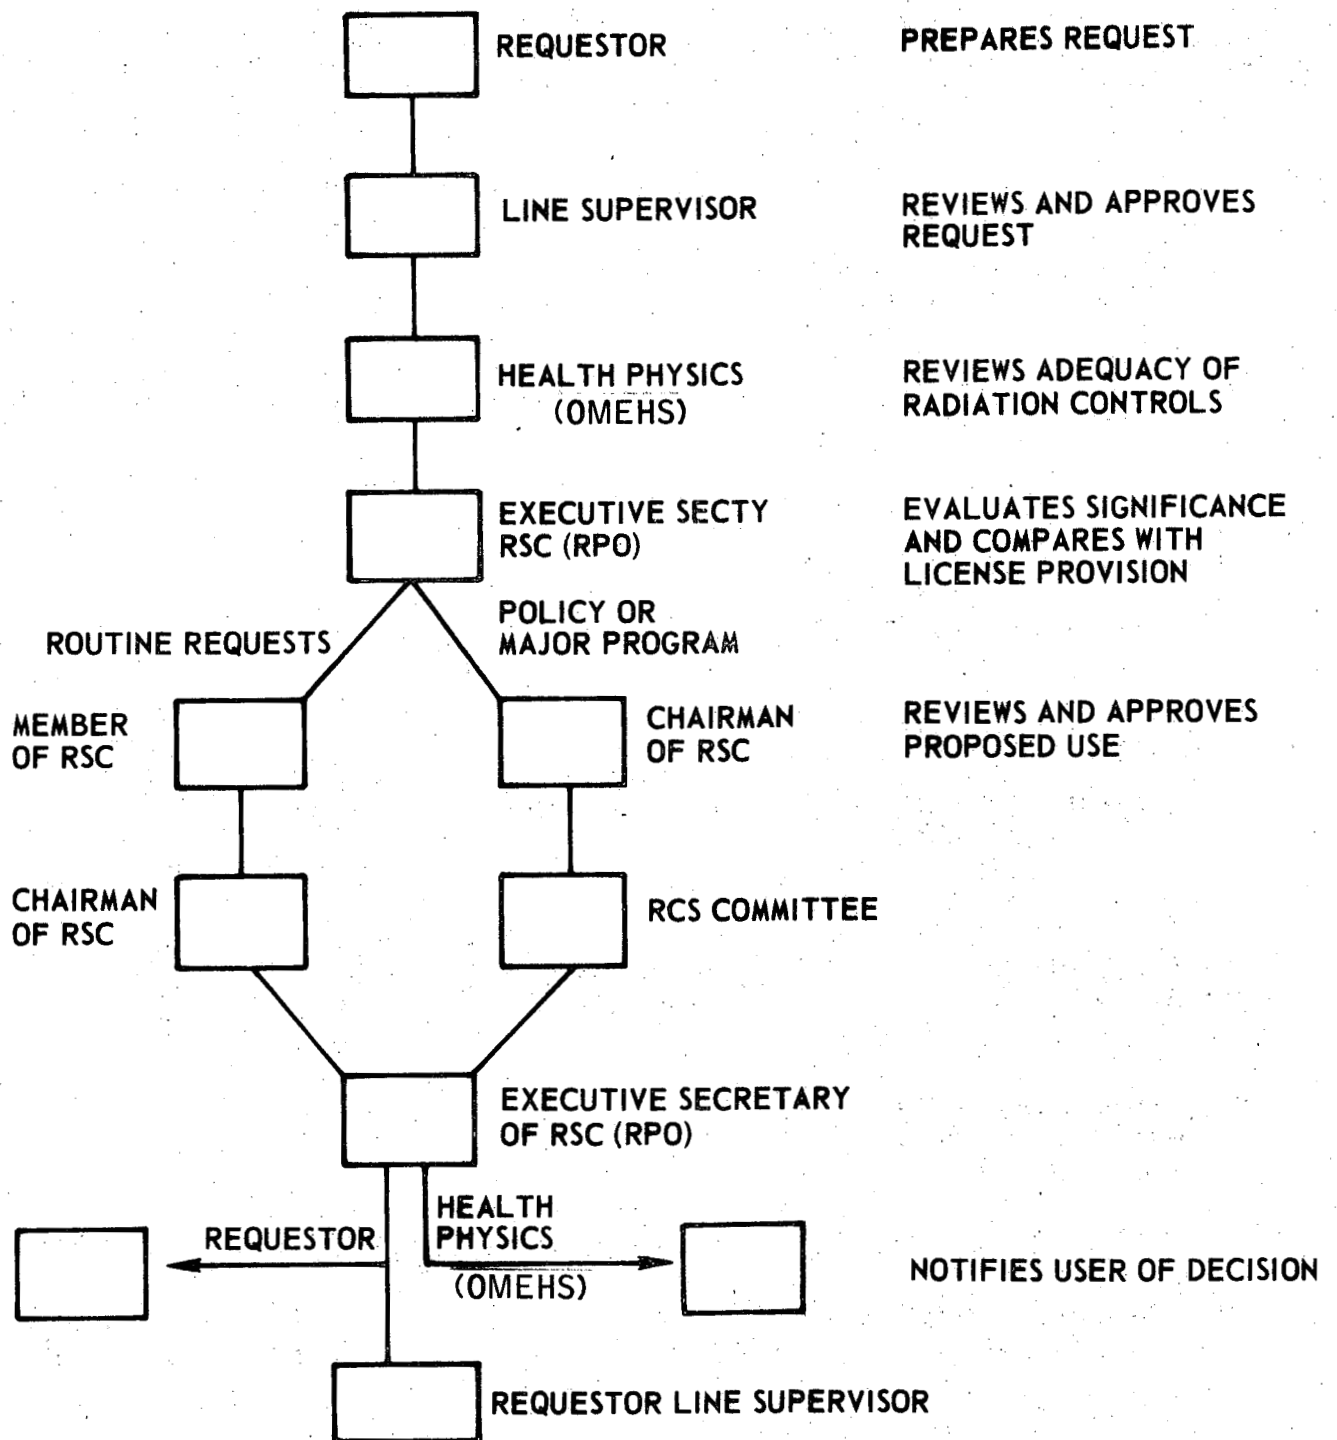 REQUESTOR
PREPARES REQUEST
LINE SUPERVISOR
REVIEWS AND APPROVES
REQUEST
HEALTH PHYSICS
(OMEHS)
REVIEWS ADEQUACY OF
RADIATION CONTROLS
EXECUTIVE SECTY
RSC (RPO)
EVALUATES SIGNIFICANCE
AND COMPARES WITH
LICENSE PROVISION
ROUTINE REQUESTS
POLICY OR
MAJOR PROGRAM
MEMBER
OF RSC
CHAIRMAN
OF RSC
REVIEWS AND APPROVES
PROPOSED USE
CHAIRMAN
OF RSC
RCS COMMITTEE
EXECUTIVE SECRETARY
OF RSC (RPO)
REQUESTOR
HEALTH
PHYSICS
(OMEHS)
NOTIFIES USER OF DECISION
REQUESTOR LINE SUPERVISOR